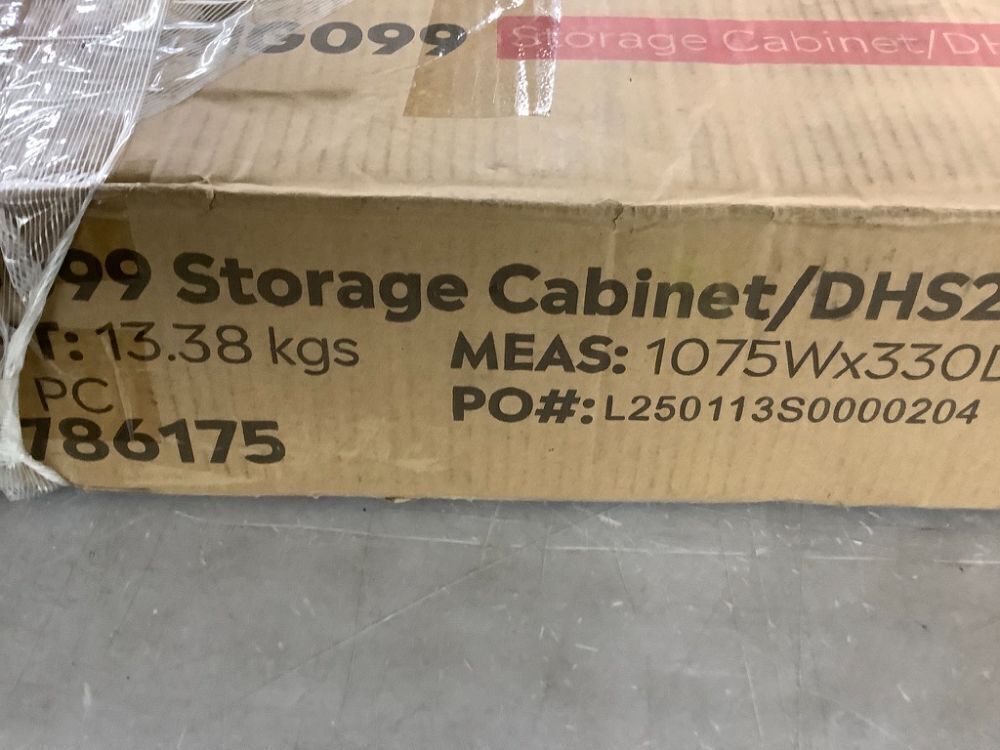 G099 Storage Cabinet/DH
99 Storage Cabinet/DHS2
T: 13.38 kgs MEAS: 1075Wx330D
PC PO#: L250113S0000204
786175